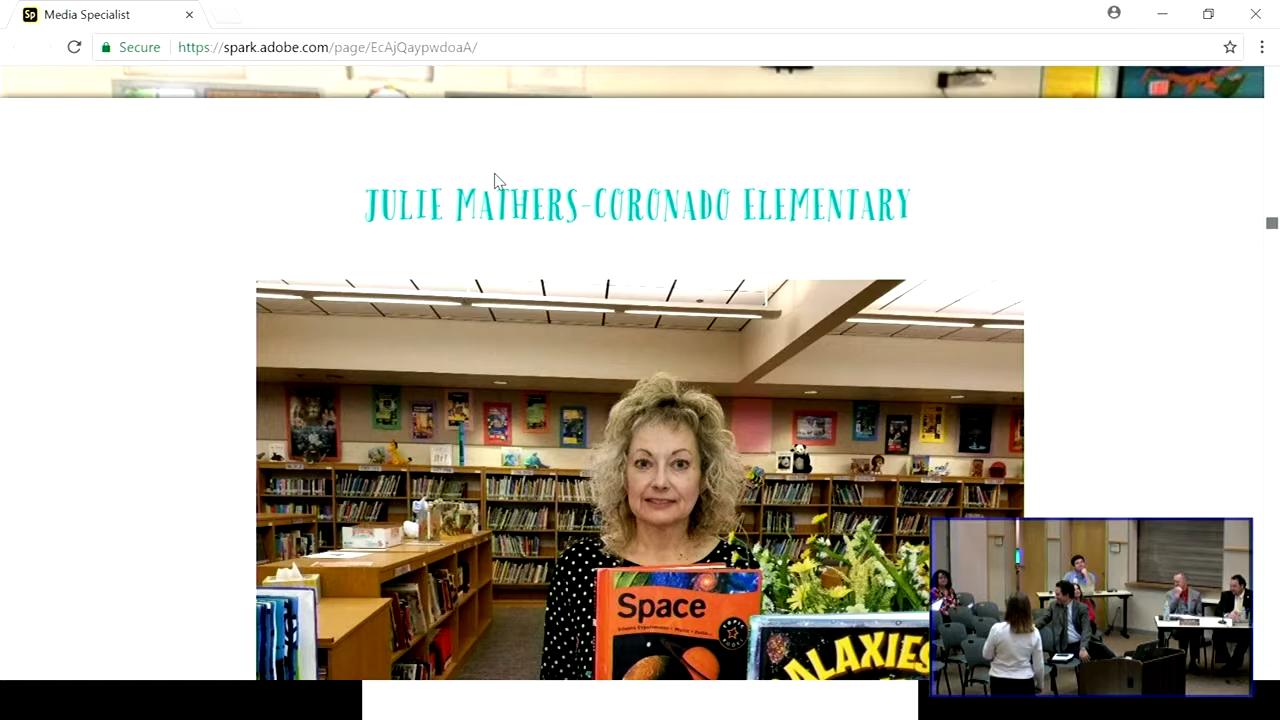 Media Specialist
Secure https://spark.adobe.com/page/EcAjQaypwdoaA/
JULIE MATHERS-CORONADO ELEMENTARY
Space
GALAXIES